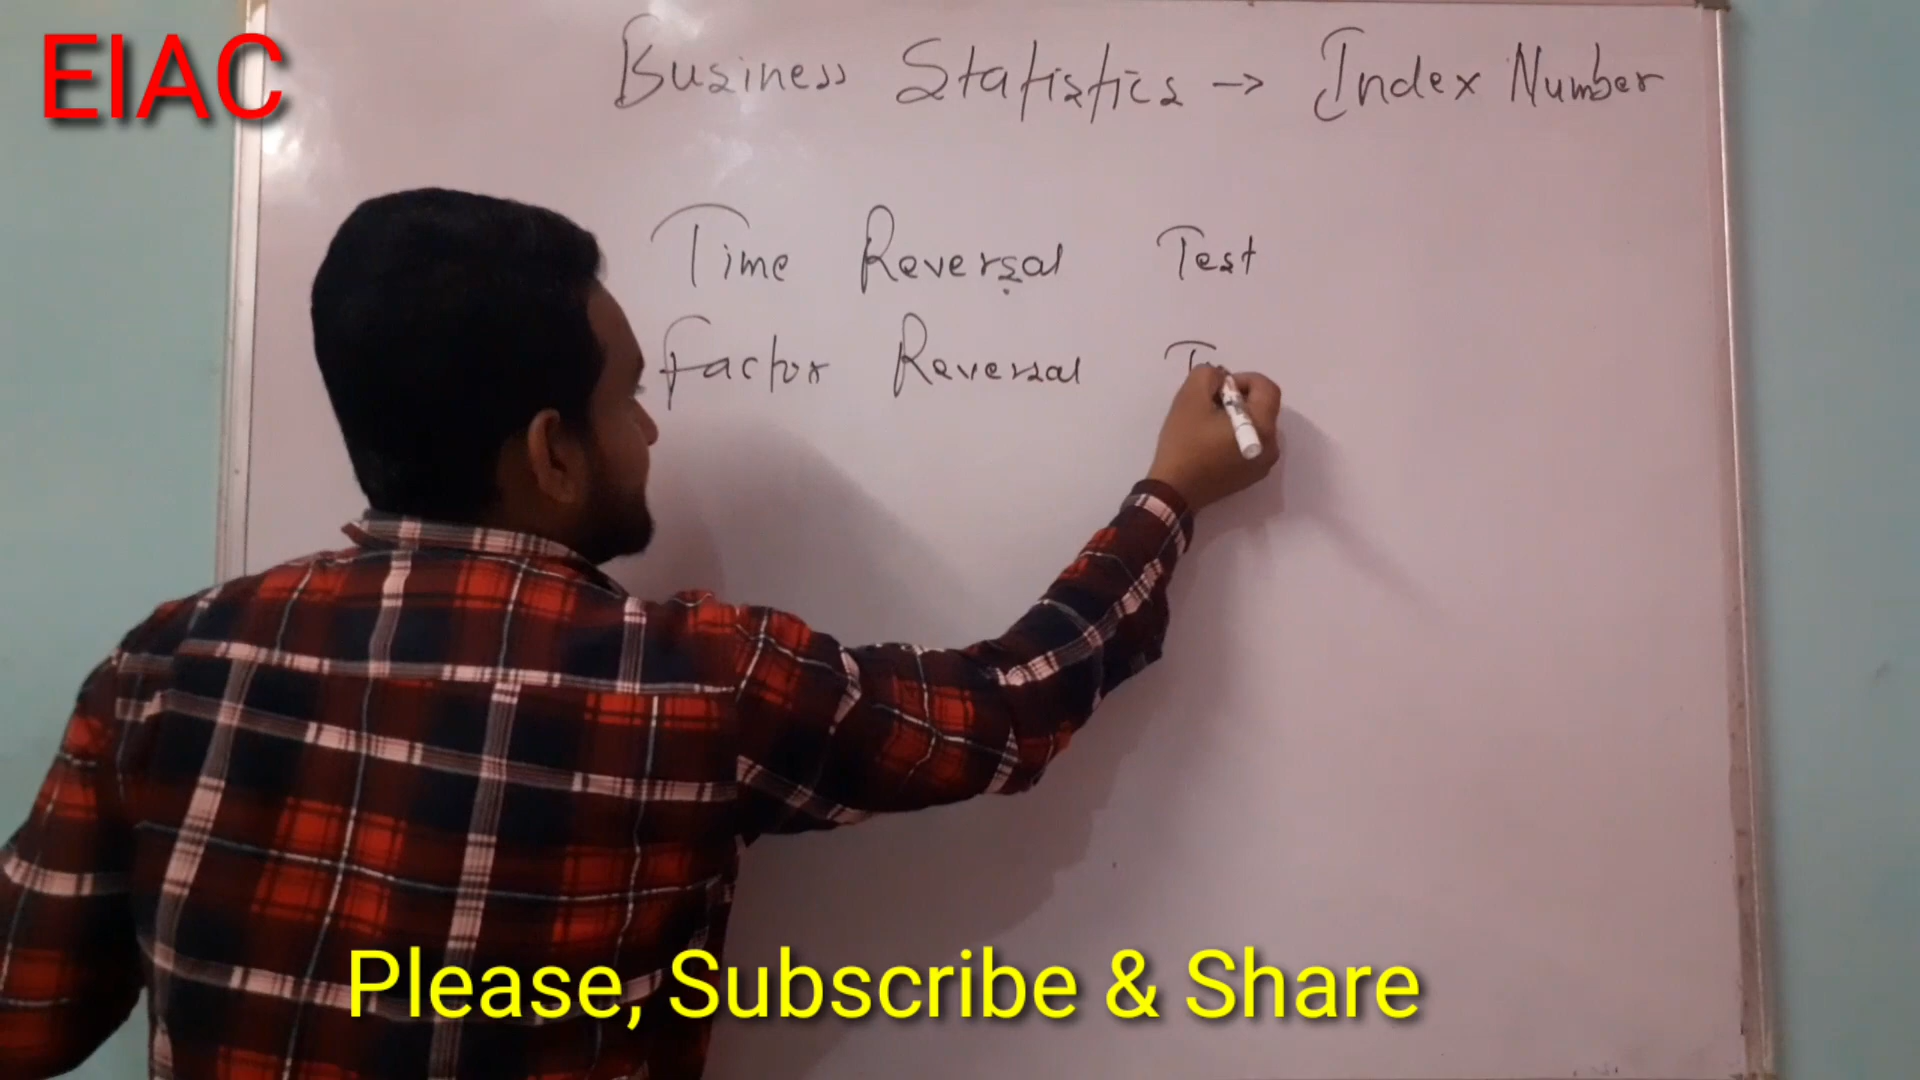 EIAC
Business Statistics → Index Number
Time Reversal Test
Factor Reversal
Please, Subscribe & Share